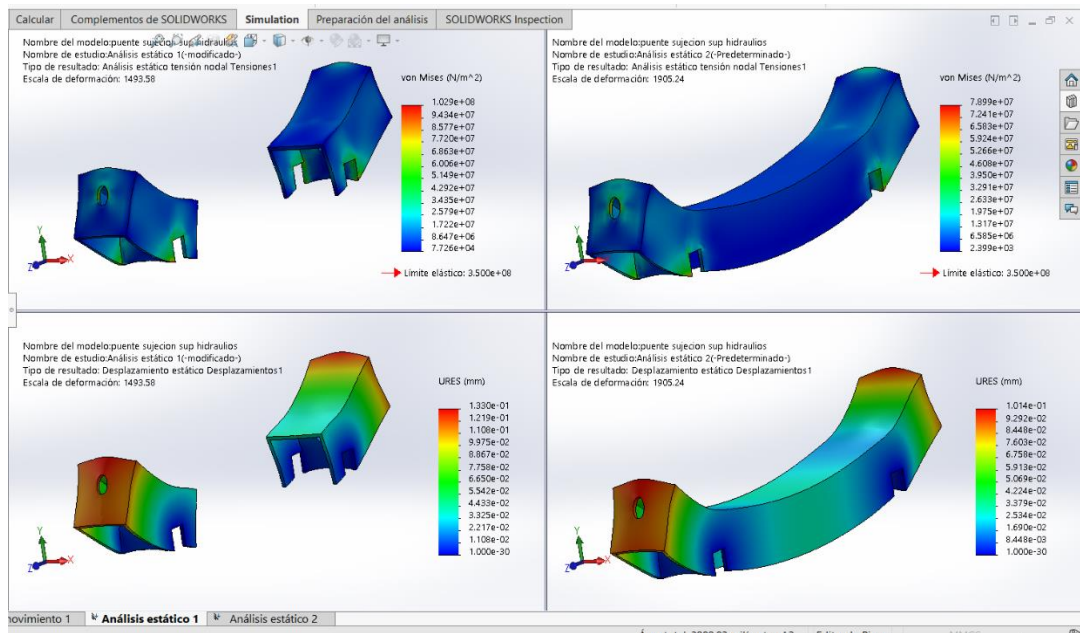 Calcular Complementos de SOLIDWORKS Simulation Preparación del análisis SOLIDWORKS Inspection
Nombre del modelo:puente sujecion sup hidraulios
Nombre de estudio:Análisis estático 1(-modificado-)
Tipo de resultado: Análisis estático tensión nodal Tensiones1
Escala de deformación: 1493.58
von Mises (N/m^2)
1.029e+08
9.434e+07
8.577e+07
7.720e+07
6.863e+07
6.006e+07
5.149e+07
4.292e+07
3.435e+07
2.579e+07
1.722e+07
8.647e+06
7.726e+04
Límite elástico: 3.500e+08
Y
X
Z
Nombre del modelo:puente sujecion sup hidraulios
Nombre de estudio:Análisis estático 2(-Predeterminado-)
Tipo de resultado: Análisis estático tensión nodal Tensiones1
Escala de deformación: 1905.24
von Mises (N/m^2)
7.899e+07
7.241e+07
6.583e+07
5.924e+07
5.266e+07
4.608e+07
3.950e+07
3.291e+07
2.633e+07
1.975e+07
1.317e+07
6.585e+06
2.399e+03
Límite elástico: 3.500e+08
Y
Z
Nombre del modelo:puente sujecion sup hidraulios
Nombre de estudio:Análisis estático 1(-modificado-)
Tipo de resultado: Desplazamiento estático Desplazamientos1
Escala de deformación: 1493.58
URES (mm)
1.330e-01
1.219e-01
1.108e-01
9.975e-02
8.867e-02
7.758e-02
6.650e-02
5.542e-02
4.433e-02
3.325e-02
2.217e-02
1.108e-02
1.000e-30
Y
X
Z
Nombre del modelo:puente sujecion sup hidraulios
Nombre de estudio:Análisis estático 2(-Predeterminado-)
Tipo de resultado: Desplazamiento estático Desplazamientos1
Escala de deformación: 1905.24
URES (mm)
1.014e-01
9.292e-02
8.448e-02
7.603e-02
6.758e-02
5.913e-02
5.069e-02
4.224e-02
3.379e-02
2.534e-02
1.690e-02
8.448e-03
1.000e-30
Y
X
Z
movimiento 1 Análisis estático 1 Análisis estático 2